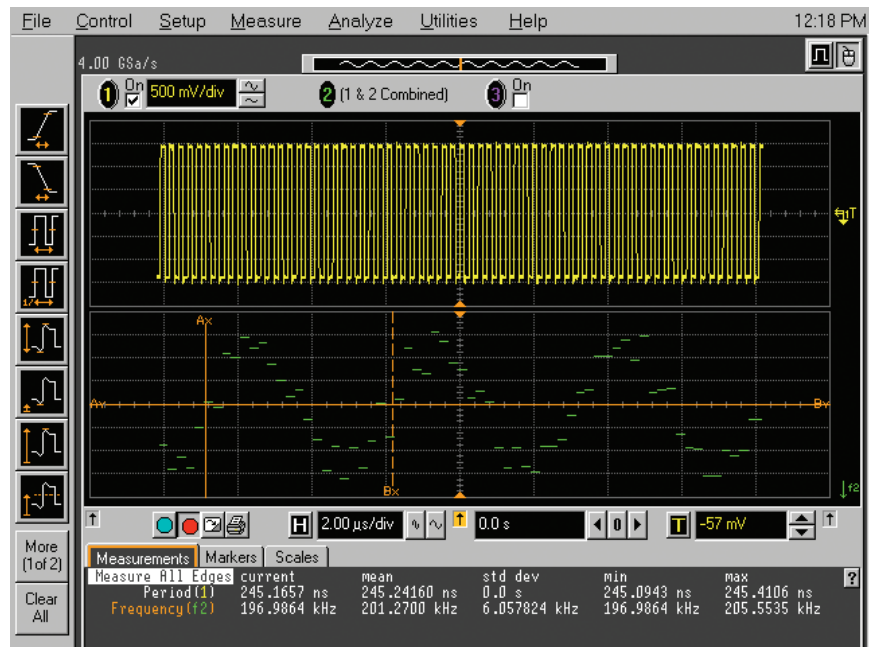 File Control Setup Measure Analyze Utilities Help 12:18 PM
4.00 GSa/s
1 On 500 mV/div 2 (1 & 2 Combined) 3 On
1T
17
Ax
Ay By
Bx
f2
H 2.00 µs/div 0.0 s 0 T -57 mV
More
(1of 2)
Clear
All
Measurements Markers Scales
Measure All Edges current mean std dev min max ?
Period(1) 245.1657 ns 245.24160 ns 0.0 s 245.0943 ns 245.4106 ns
Frequency(f2) 196.9864 kHz 201.2700 kHz 6.057824 kHz 196.9864 kHz 205.5535 kHz